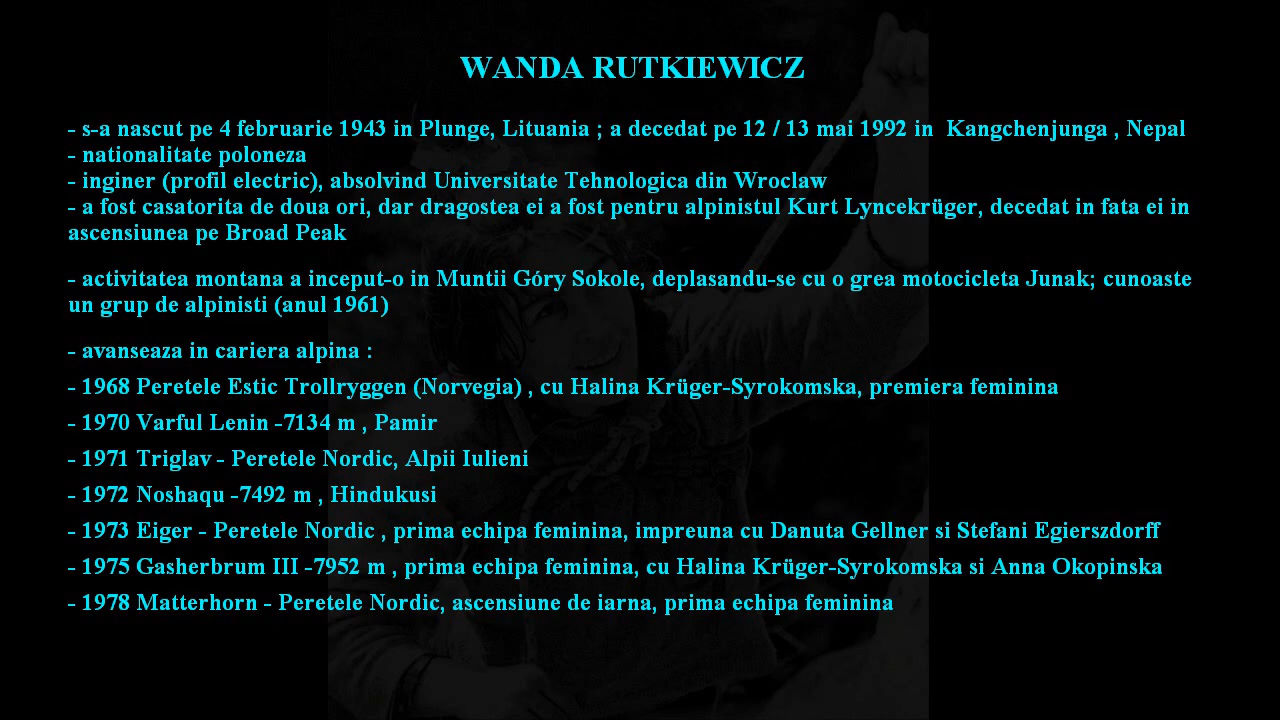 WANDA RUTKIEWICZ
- s-a nascut pe 4 februarie 1943 in Plunge, Lituania ; a decedat pe 12 / 13 mai 1992 in  Kangchenjunga , Nepal
- nationalitate poloneza
- inginer (profil electric), absolvind Universitate Tehnologica din Wroclaw
- a fost casatorita de doua ori, dar dragostea ei a fost pentru alpinistul Kurt Lyncekrüger, decedat in fata ei in
ascensiunea pe Broad Peak
- activitatea montana a inceput-o in Muntii Góry Sokole, deplasandu-se cu o grea motocicleta Junak; cunoaste
un grup de alpinisti (anul 1961)
- avanseaza in cariera alpina :
- 1968 Peretele Estic Trollryggen (Norvegia) , cu Halina Krüger-Syrokomska, premiera feminina
- 1970 Varful Lenin -7134 m , Pamir
- 1971 Triglav - Peretele Nordic, Alpii Iulieni
- 1972 Noshaqu -7492 m , Hindukusi
- 1973 Eiger - Peretele Nordic , prima echipa feminina, impreuna cu Danuta Gellner si Stefani Egierszdorff
- 1975 Gasherbrum III -7952 m , prima echipa feminina, cu Halina Krüger-Syrokomska si Anna Okopinska
- 1978 Matterhorn - Peretele Nordic, ascensiune de iarna, prima echipa feminina